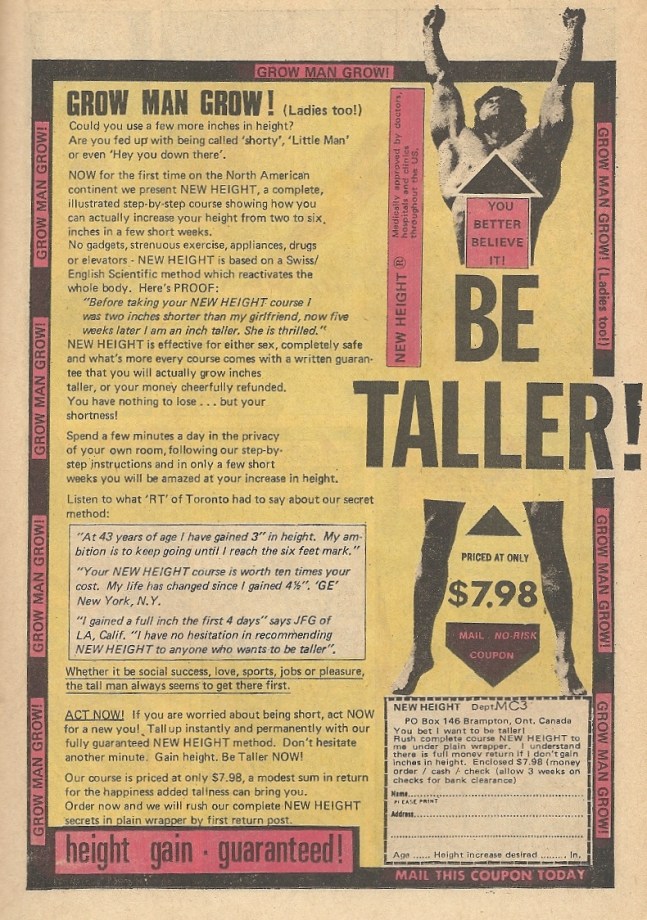 GROW MAN GROW!
GROW MAN GROW! (Ladies too!)
Could you use a few more inches in height?
Are you fed up with being called 'shorty', 'Little Man'
or even 'Hey you down there'.
NOW for the first time on the North American
continent we present NEW HEIGHT, a complete,
illustrated step-by-step course showing how you
can actually increase your height from two to six
inches in a few short weeks.
No gadgets, strenuous exercise, appliances, drugs
or elevators - NEW HEIGHT is based on a Swiss/
English Scientific method which reactivates the
whole body. Here's PROOF:
"Before taking your NEW HEIGHT course I
was two inches shorter than my girlfriend, now five
weeks later I am an inch taller. She is thrilled."
NEW HEIGHT is effective for either sex, completely safe
and what's more every course comes with a written guaran-
tee that you will actually grow inches
taller, or your money cheerfully refunded.
You have nothing to lose . . . but your
shortness!
Spend a few minutes a day in the privacy
of your own room, following our step-by-
step instructions and in only a few short
weeks you will be amazed at your increase in height.
Listen to what 'RT' of Toronto had to say about our secret
method:
"At 43 years of age I have gained 3" in height. My am-
bition is to keep going until I reach the six feet mark."
"Your NEW HEIGHT course is worth ten times your
cost. My life has changed since I gained 4½". 'GE'
New York, N.Y.
"I gained a full inch the first 4 days" says JFG of
LA, Calif. "I have no hesitation in recommending
NEW HEIGHT to anyone who wants to be taller".
Whether it be social success, love, sports, jobs or pleasure,
the tall man always seems to get there first.
ACT NOW! If you are worried about being short, act NOW
for a new you! Tall up instantly and permanently with our
fully guaranteed NEW HEIGHT method. Don't hesitate
another minute. Gain height. Be Taller NOW!
Our course is priced at only $7.98, a modest sum in return
for the happiness added tallness can bring you.
Order now and we will rush our complete NEW HEIGHT
secrets in plain wrapper by first return post.
height gain · guaranteed!
GROW MAN GROW!
GROW MAN GROW!
GROW MAN GROW!
GROW MAN GROW!
NEW HEIGHT ®
Medically approved by doctors,
hospitals and clinics
throughout the US.
YOU
BETTER
BELIEVE
IT!
BE
TALLER!
PRICED AT ONLY
$7.98
MAIL NO-RISK
COUPON
GROW MAN GROW! (Ladies too!)
GROW MAN GROW!
GROW MAN GROW!
NEW HEIGHT Dept.MC3
PO Box 146 Brampton, Ont. Canada
You bet I want to be taller!
Rush complete course NEW HEIGHT to
me under plain wrapper. I understand
there is full money return if I don't gain
inches in height. Enclosed $7.98 (money
order / cash / check (allow 3 weeks on
checks for bank clearance)
Name
PLEASE PRINT
Address
Age ...... Height increase desired ........ In.
MAIL THIS COUPON TODAY